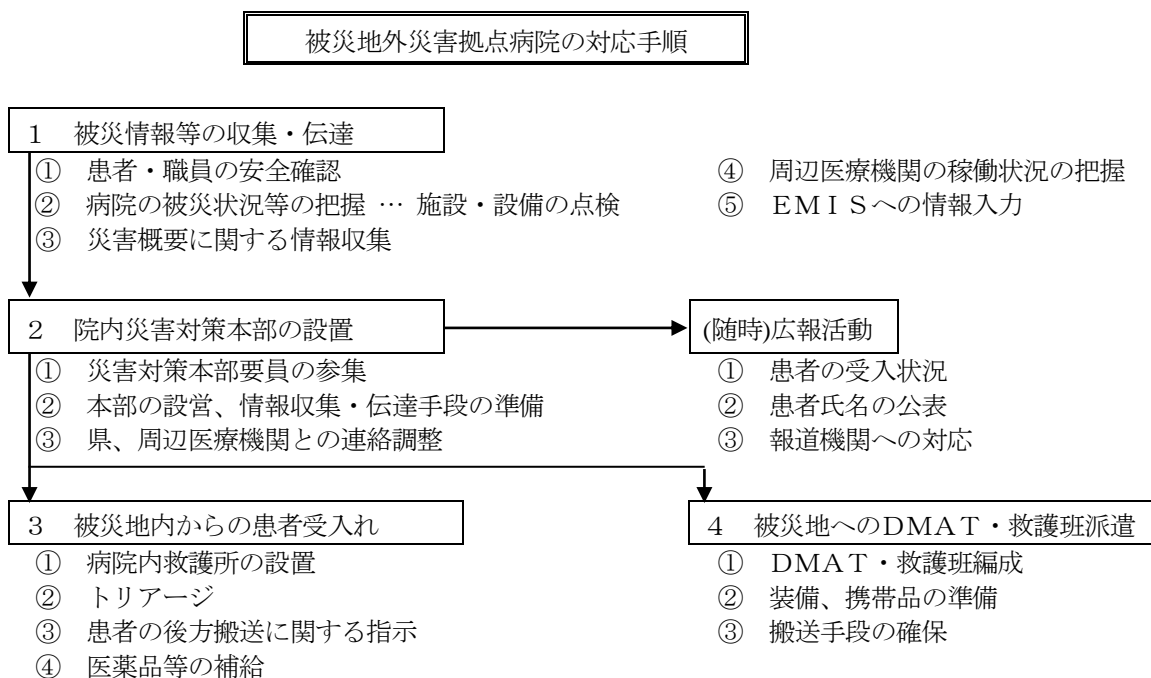 被災地外災害拠点病院の対応手順
１　被災情報等の収集・伝達
①　患者・職員の安全確認
②　病院の被災状況等の把握 … 施設・設備の点検
③　災害概要に関する情報収集
④　周辺医療機関の稼働状況の把握
⑤　ＥＭＩＳへの情報入力
２　院内災害対策本部の設置
①　災害対策本部要員の参集
②　本部の設営、情報収集・伝達手段の準備
③　県、周辺医療機関との連絡調整
(随時)広報活動
①　患者の受入状況
②　患者氏名の公表
③　報道機関への対応
３　被災地内からの患者受入れ
①　病院内救護所の設置
②　トリアージ
③　患者の後方搬送に関する指示
④　医薬品等の補給
４　被災地へのＤＭＡＴ・救護班派遣
①　ＤＭＡＴ・救護班編成
②　装備、携帯品の準備
③　搬送手段の確保